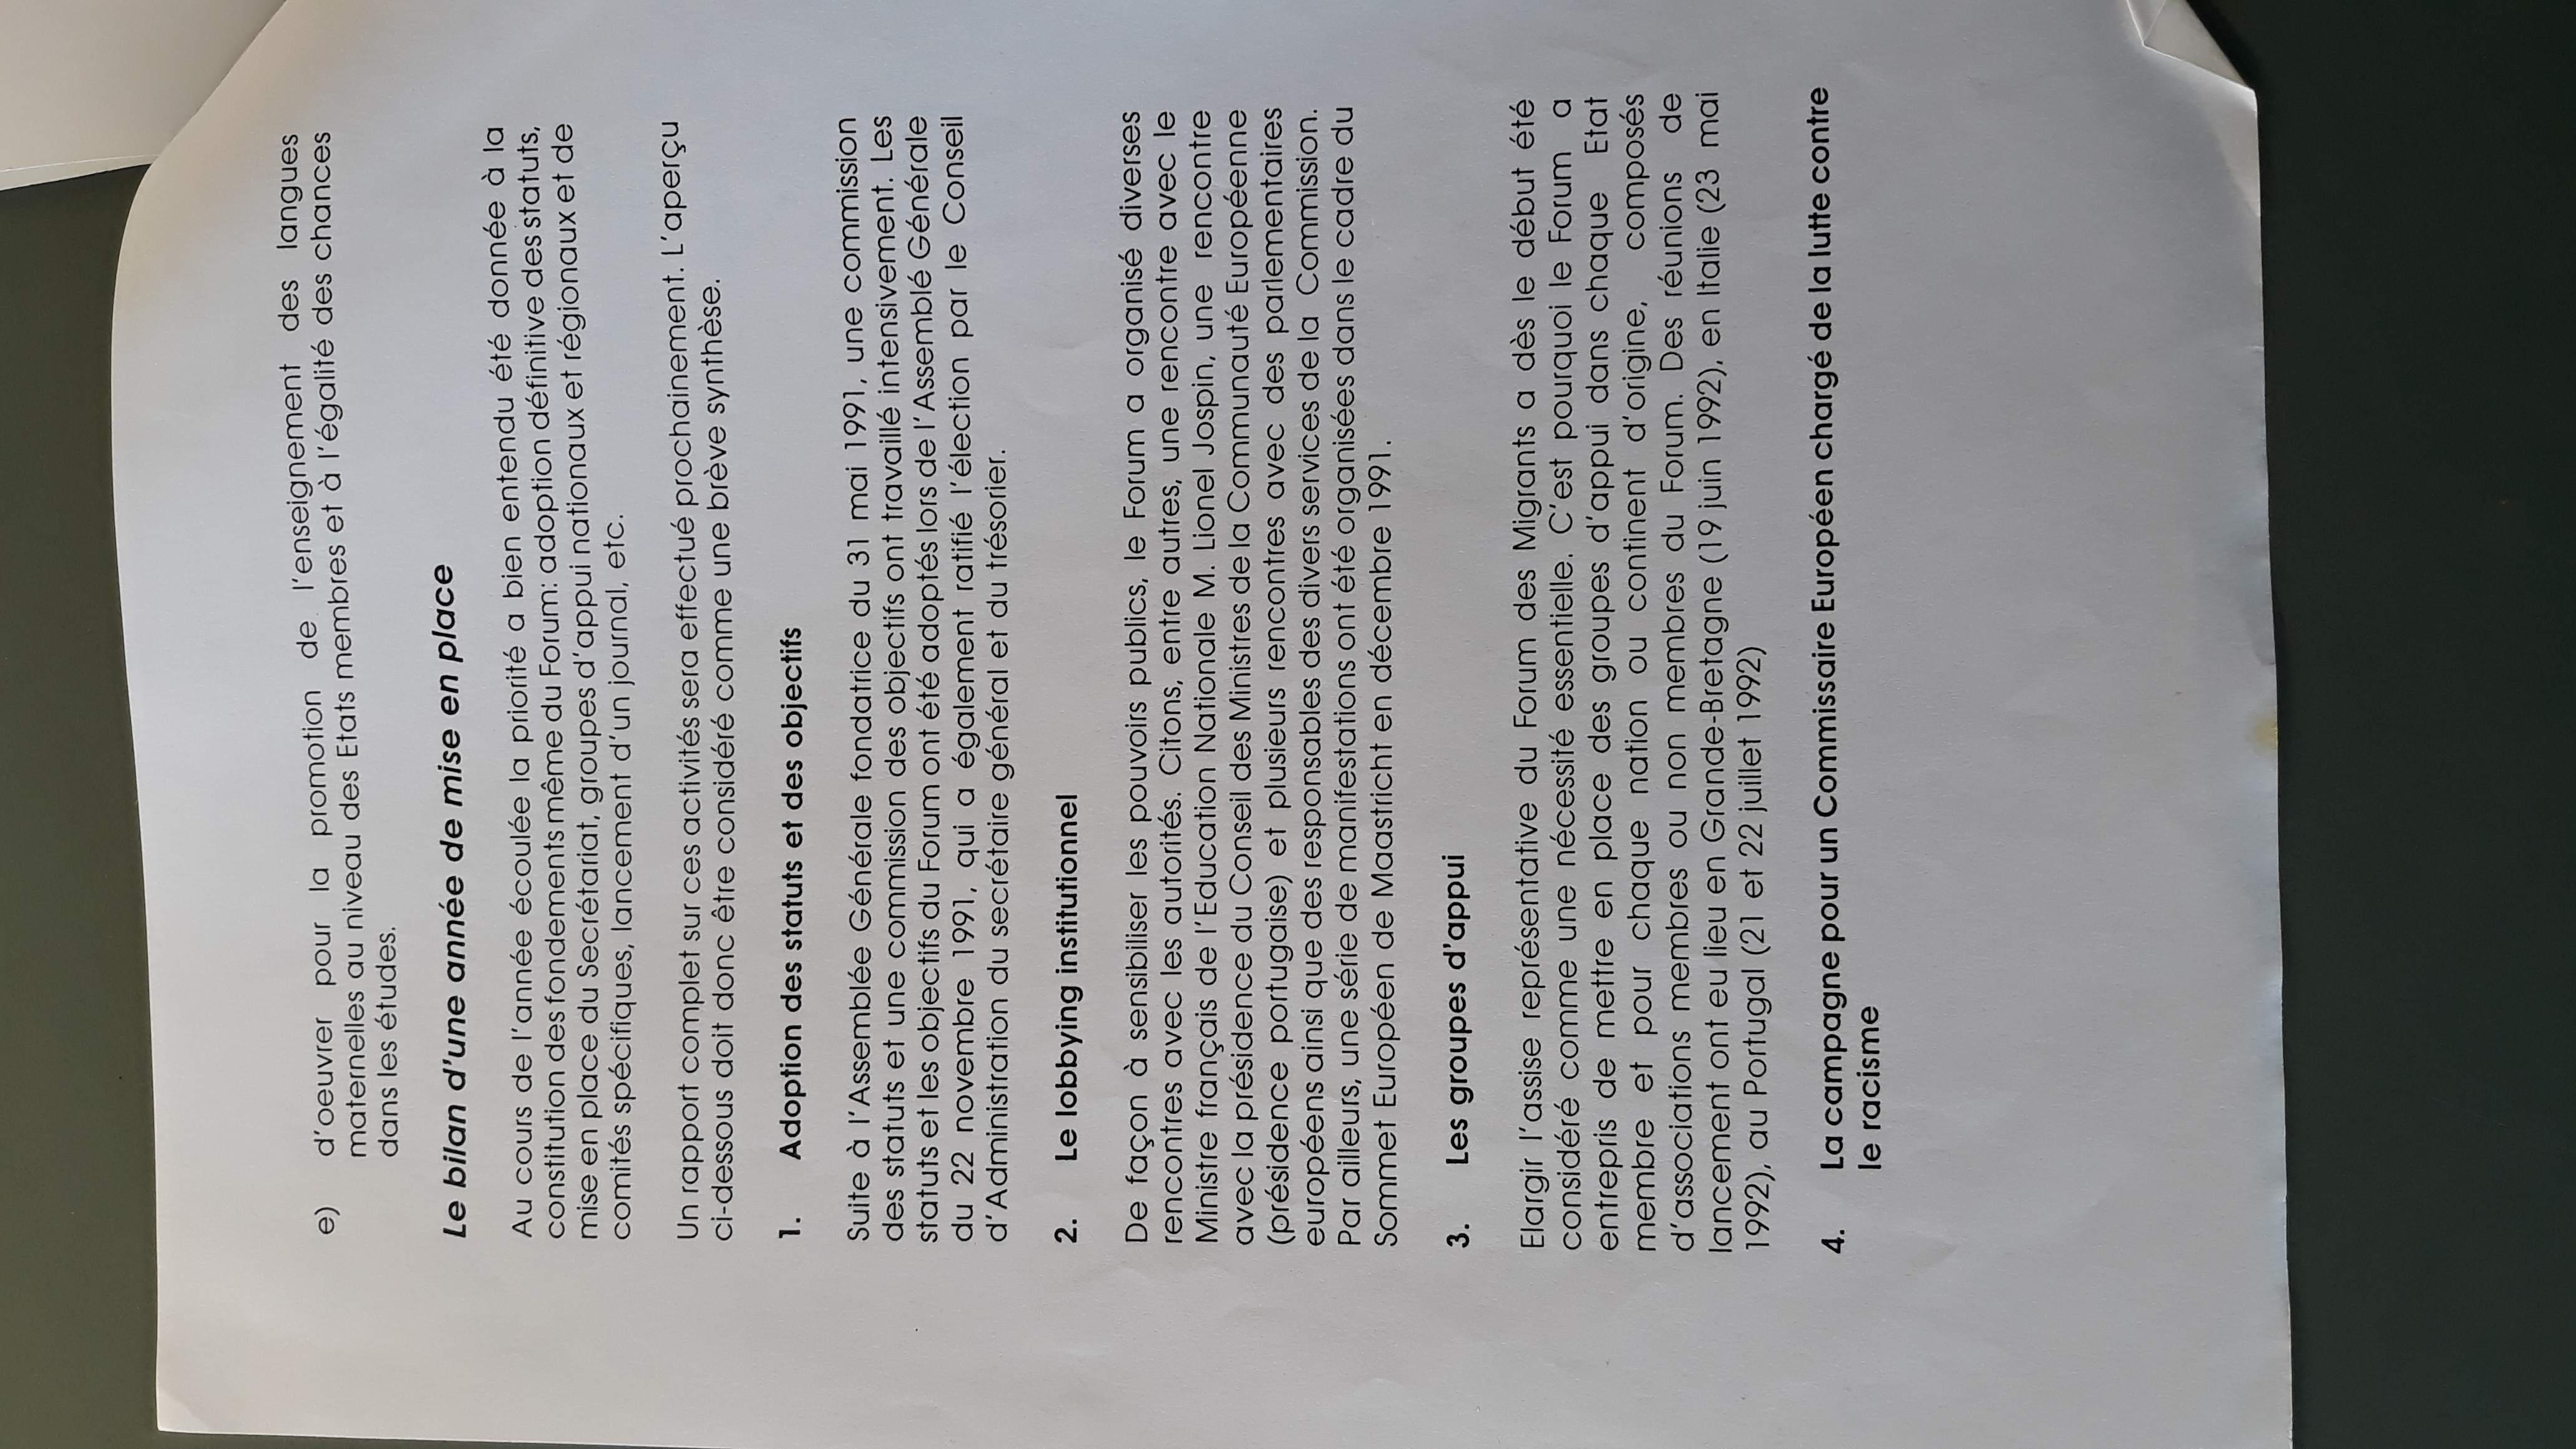 e) d'oeuvrer pour la promotion de l'enseignement des langues
maternelles au niveau des Etats membres et à l'égalité des chances
dans les études.
Le bilan d'une année de mise en place
Au cours de l'année écoulée la priorité a bien entendu été donnée à la
constitution des fondements même du Forum: adoption définitive des statuts,
mise en place du Secrétariat, groupes d'appui nationaux et régionaux et de
comités spécifiques, lancement d'un journal, etc.
Un rapport complet sur ces activités sera effectué prochainement. L'aperçu
ci-dessous doit donc être considéré comme une brève synthèse.
1. Adoption des statuts et des objectifs
Suite à l'Assemblée Générale fondatrice du 31 mai 1991, une commission
des statuts et une commission des objectifs ont travaillé intensivement. Les
statuts et les objectifs du Forum ont été adoptés lors de l'Assemblé Générale
du 22 novembre 1991, qui a également ratifié l'élection par le Conseil
d'Administration du secrétaire général et du trésorier.
2. Le lobbying institutionnel
De façon à sensibiliser les pouvoirs publics, le Forum a organisé diverses
rencontres avec les autorités. Citons, entre autres, une rencontre avec le
Ministre français de l'Education Nationale M. Lionel Jospin, une rencontre
avec la présidence du Conseil des Ministres de la Communauté Européenne
(présidence portugaise) et plusieurs rencontres avec des parlementaires
européens ainsi que des responsables des divers services de la Commission.
Par ailleurs, une série de manifestations ont été organisées dans le cadre du
Sommet Européen de Maastricht en décembre 1991.
3. Les groupes d'appui
Elargir l'assise représentative du Forum des Migrants a dès le début été
considéré comme une nécessité essentielle. C'est pourquoi le Forum a
entrepris de mettre en place des groupes d'appui dans chaque Etat
membre et pour chaque nation ou continent d'origine, composés
d'associations membres ou non membres du Forum. Des réunions de
lancement ont eu lieu en Grande-Bretagne (19 juin 1992), en Italie (23 mai
1992), au Portugal (21 et 22 juillet 1992)
4. La campagne pour un Commissaire Européen chargé de la lutte contre
le racisme